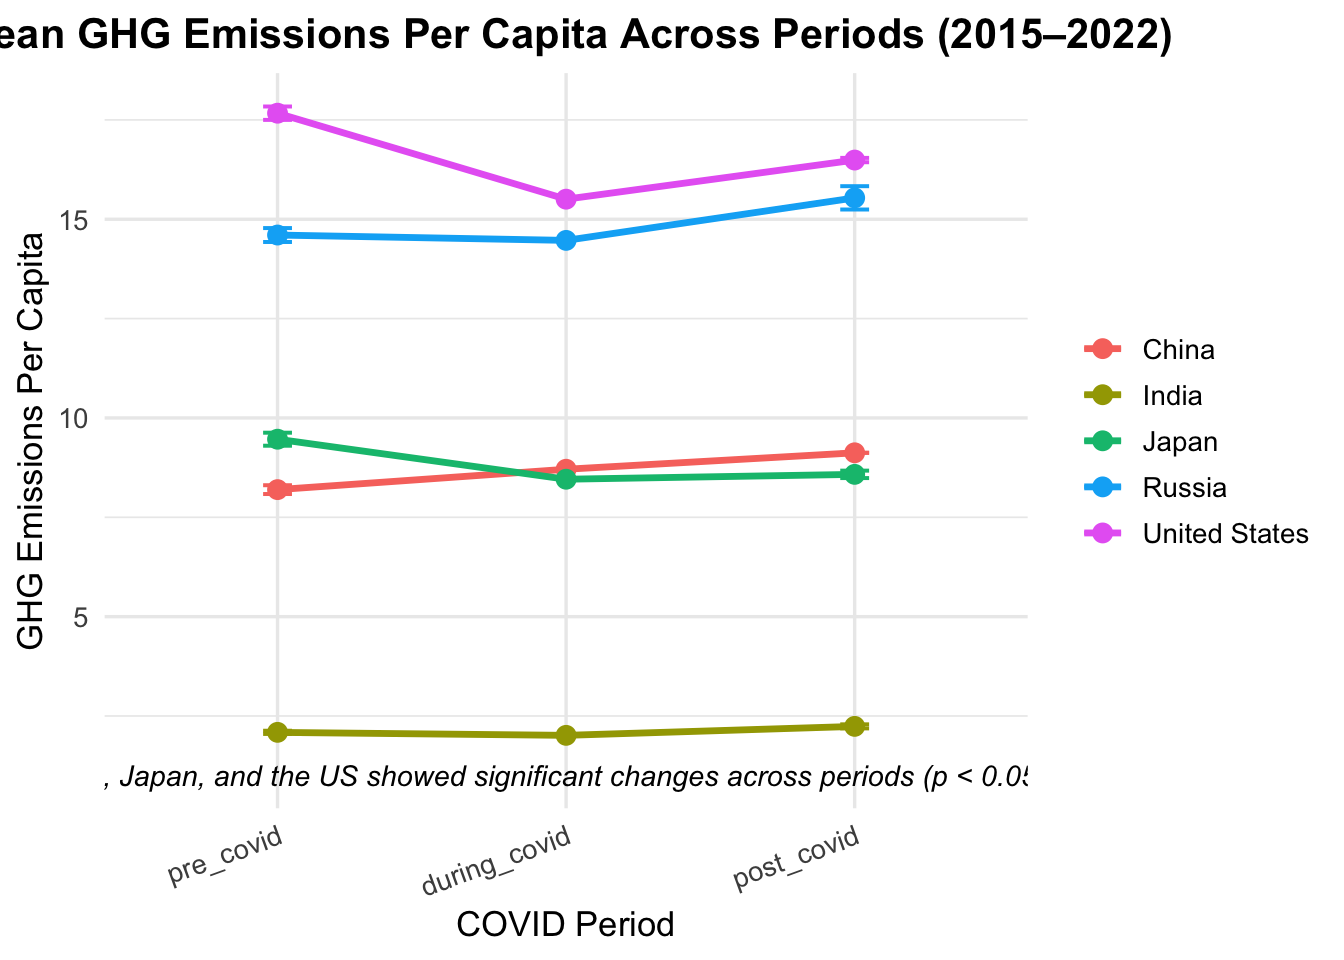 ean GHG Emissions Per Capita Across Periods (2015–2022)
GHG Emissions Per Capita
15
10
5
China
India
Japan
Russia
United States
, Japan, and the US showed significant changes across periods (p < 0.05
pre_covid
during_covid
post_covid
COVID Period